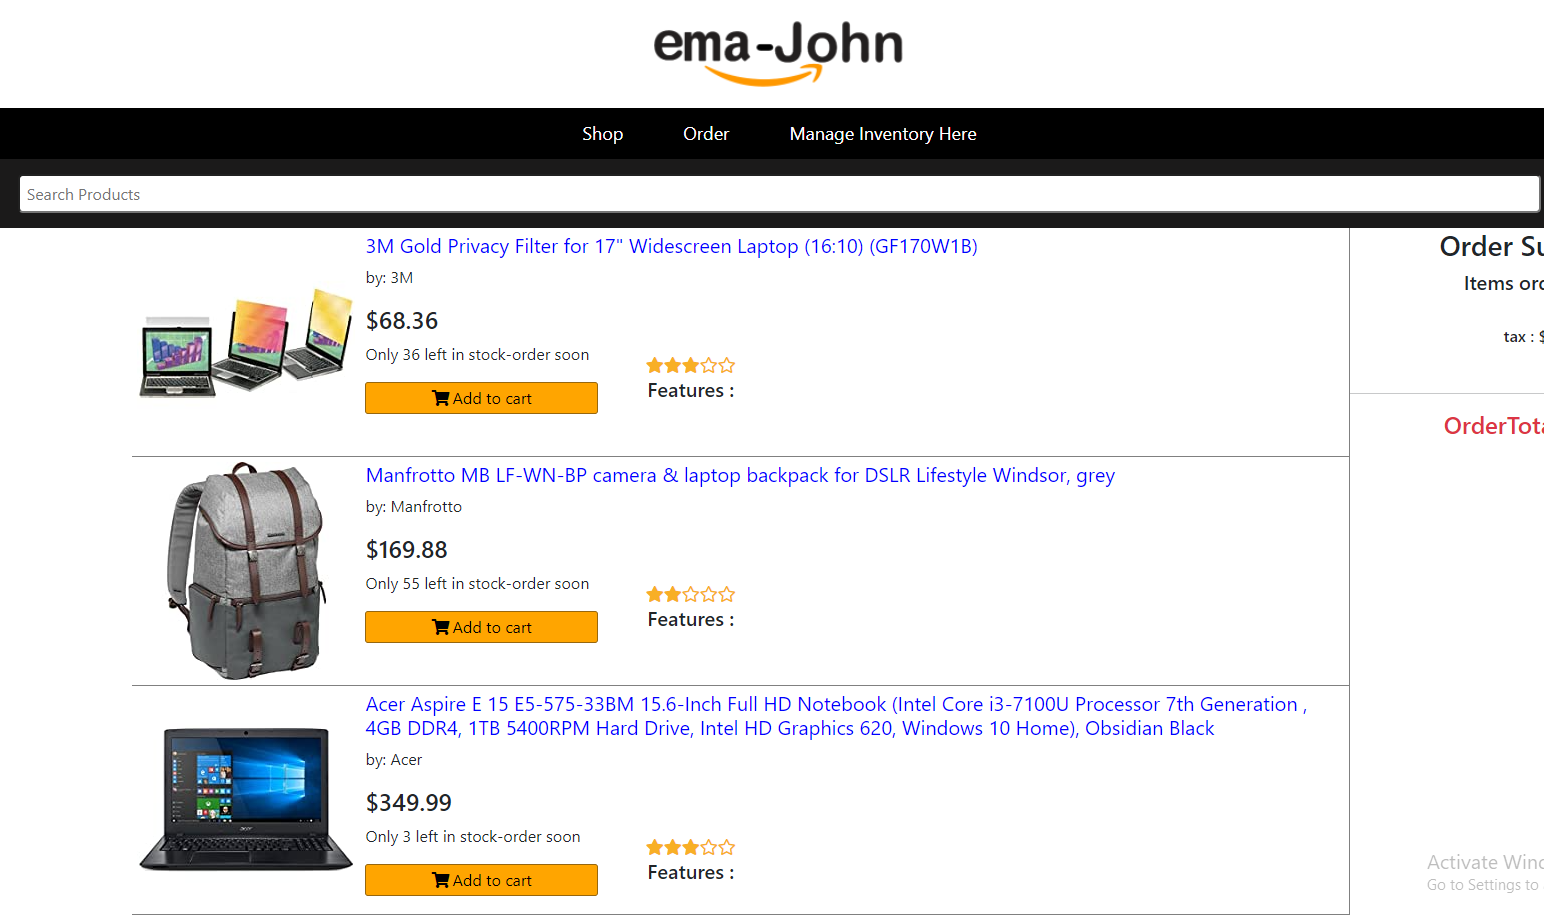 ema-John
Shop Order Manage Inventory Here
Search Products
3M Gold Privacy Filter for 17" Widescreen Laptop (16:10) (GF170W1B)
by: 3M
$68.36
Only 36 left in stock-order soon
Add to cart
Features :
Manfrotto MB LF-WN-BP camera & laptop backpack for DSLR Lifestyle Windsor, grey
by: Manfrotto
$169.88
Only 55 left in stock-order soon
Add to cart
Features :
Acer Aspire E 15 E5-575-33BM 15.6-Inch Full HD Notebook (Intel Core i3-7100U Processor 7th Generation ,
4GB DDR4, 1TB 5400RPM Hard Drive, Intel HD Graphics 620, Windows 10 Home), Obsidian Black
by: Acer
$349.99
Only 3 left in stock-order soon
Add to cart
Features :
Order Su
Items ord
tax : $
OrderTota
Activate Wind
Go to Settings to